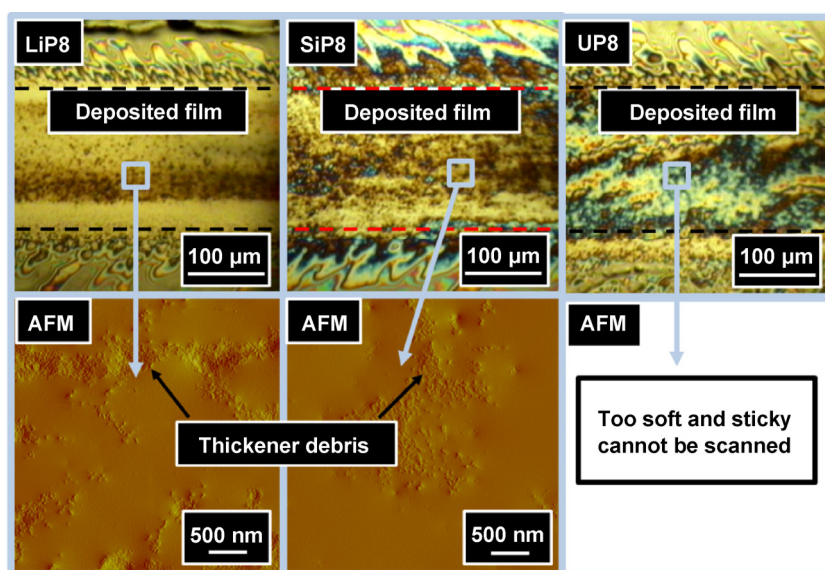 LiP8
SiP8
UP8
Deposited film
Deposited film
Deposited film
100 μm
100 μm
100 μm
AFM
AFM
AFM
Thickener debris
Too soft and sticky
cannot be scanned
500 nm
500 nm